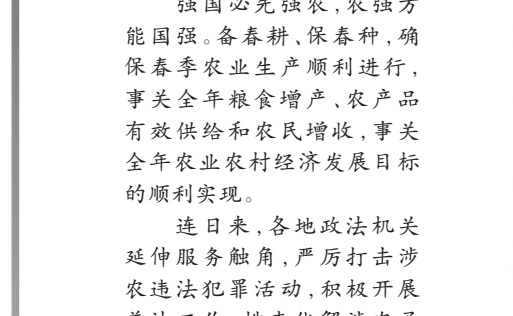 强国必先强农,农强方
能国强。备春耕、保春种,确
保春季农业生产顺利进行,
事关全年粮食增产、农产品
有效供给和农民增收,事关
全年农业农村经济发展目标
的顺利实现。
连日来,各地政法机关
延伸服务触角,严厉打击涉
农违法犯罪活动,积极开展